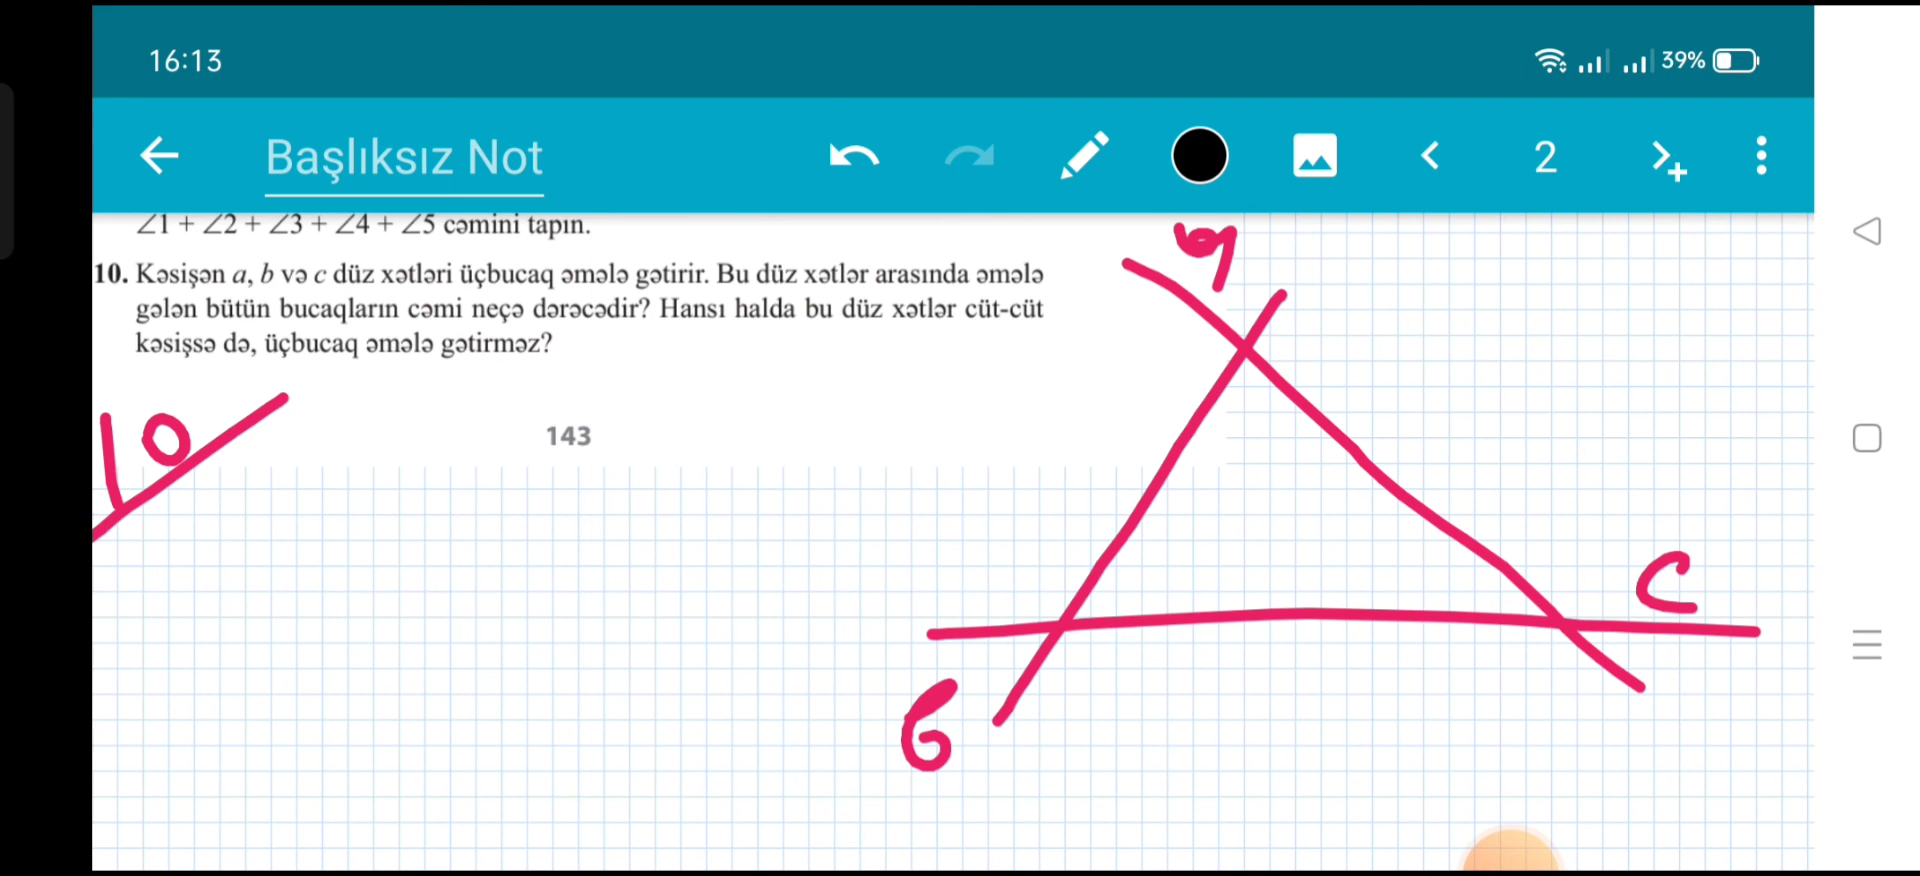 16:13
39%
Başlıksız Not
2
∠1 + ∠2 + ∠3 + ∠4 + ∠5 cəmini tapın.
10. Kəsişən a, b və c düz xətləri üçbucaq əmələ gətirir. Bu düz xətlər arasında əmələ
gələn bütün bucaqların cəmi neçə dərəcədir? Hansı halda bu düz xətlər cüt-cüt
kəsişsə də, üçbucaq əmələ gətirməz?
143
10
a
b
c